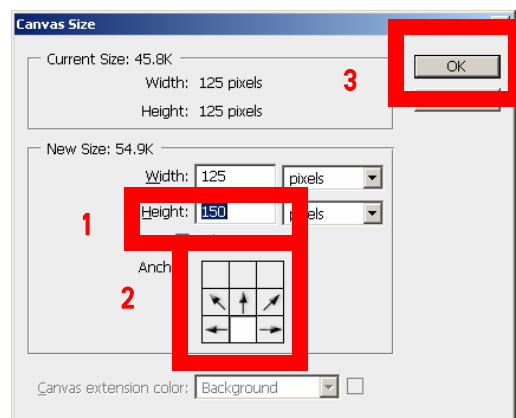 Canvas Size
Current Size: 45.8K
Width: 125 pixels
Height: 125 pixels
3
OK
New Size: 54.9K
Width: 125 pixels
1
Height: 150
2
Canvas extension color: Background